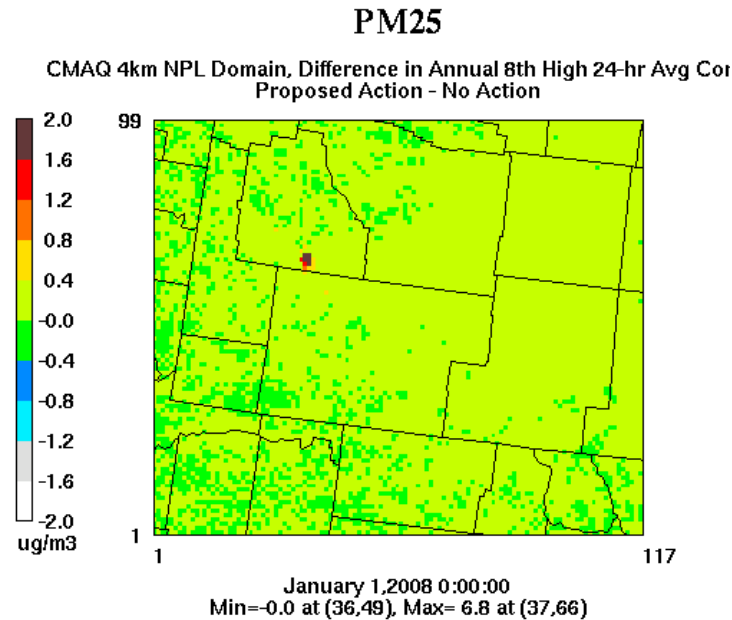 PM25
CMAQ 4km NPL Domain, Difference in Annual 8th High 24-hr Avg Con
Proposed Action - No Action
2.0
1.6
1.2
0.8
0.4
-0.0
-0.4
-0.8
-1.2
-1.6
-2.0
ug/m3
99
1
1
117
January 1,2008 0:00:00
Min=-0.0 at (36,49), Max= 6.8 at (37,66)